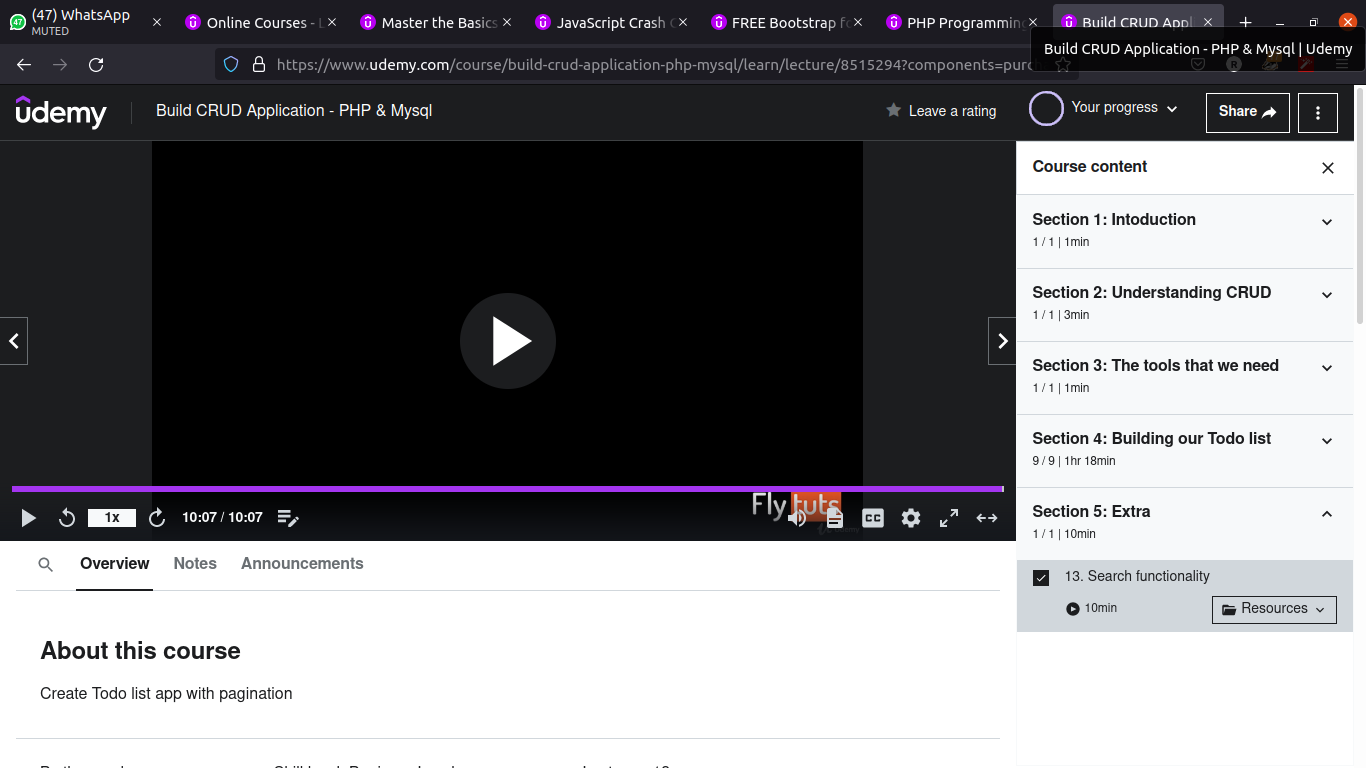 (47) WhatsApp
MUTED
Online Courses - L
Master the Basics
JavaScript Crash C
FREE Bootstrap fo
PHP Programming
Build CRUD Appl
Build CRUD Application - PHP & Mysql | Udemy
https://www.udemy.com/course/build-crud-application-php-mysql/learn/lecture/8515294?components=purc
ûdemy
Build CRUD Application - PHP & Mysql
Leave a rating
Your progress
Share
Course content
Section 1: Intoduction
1 / 1 | 1min
Section 2: Understanding CRUD
1 / 1 | 3min
Section 3: The tools that we need
1 / 1 | 1min
Section 4: Building our Todo list
9 / 9 | 1hr 18min
Section 5: Extra
1 / 1 | 10min
13. Search functionality
10min
Resources
Fly tuts
1x
10:07 / 10:07
CC
Overview
Notes
Announcements
About this course
Create Todo list app with pagination